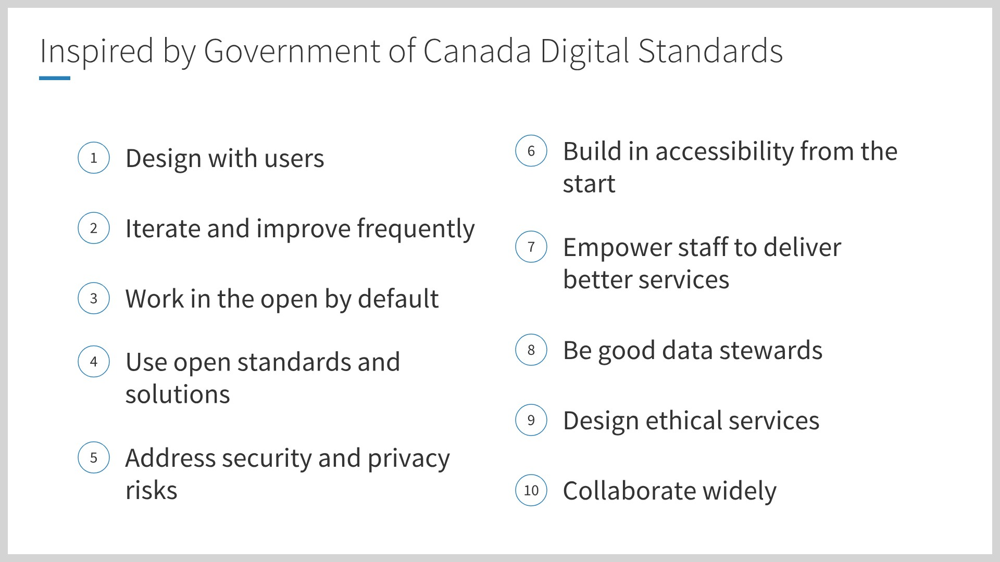 Inspired by Government of Canada Digital Standards
1 Design with users
2 Iterate and improve frequently
3 Work in the open by default
4 Use open standards and
solutions
5 Address security and privacy
risks
6 Build in accessibility from the
start
7 Empower staff to deliver
better services
8 Be good data stewards
9 Design ethical services
10 Collaborate widely